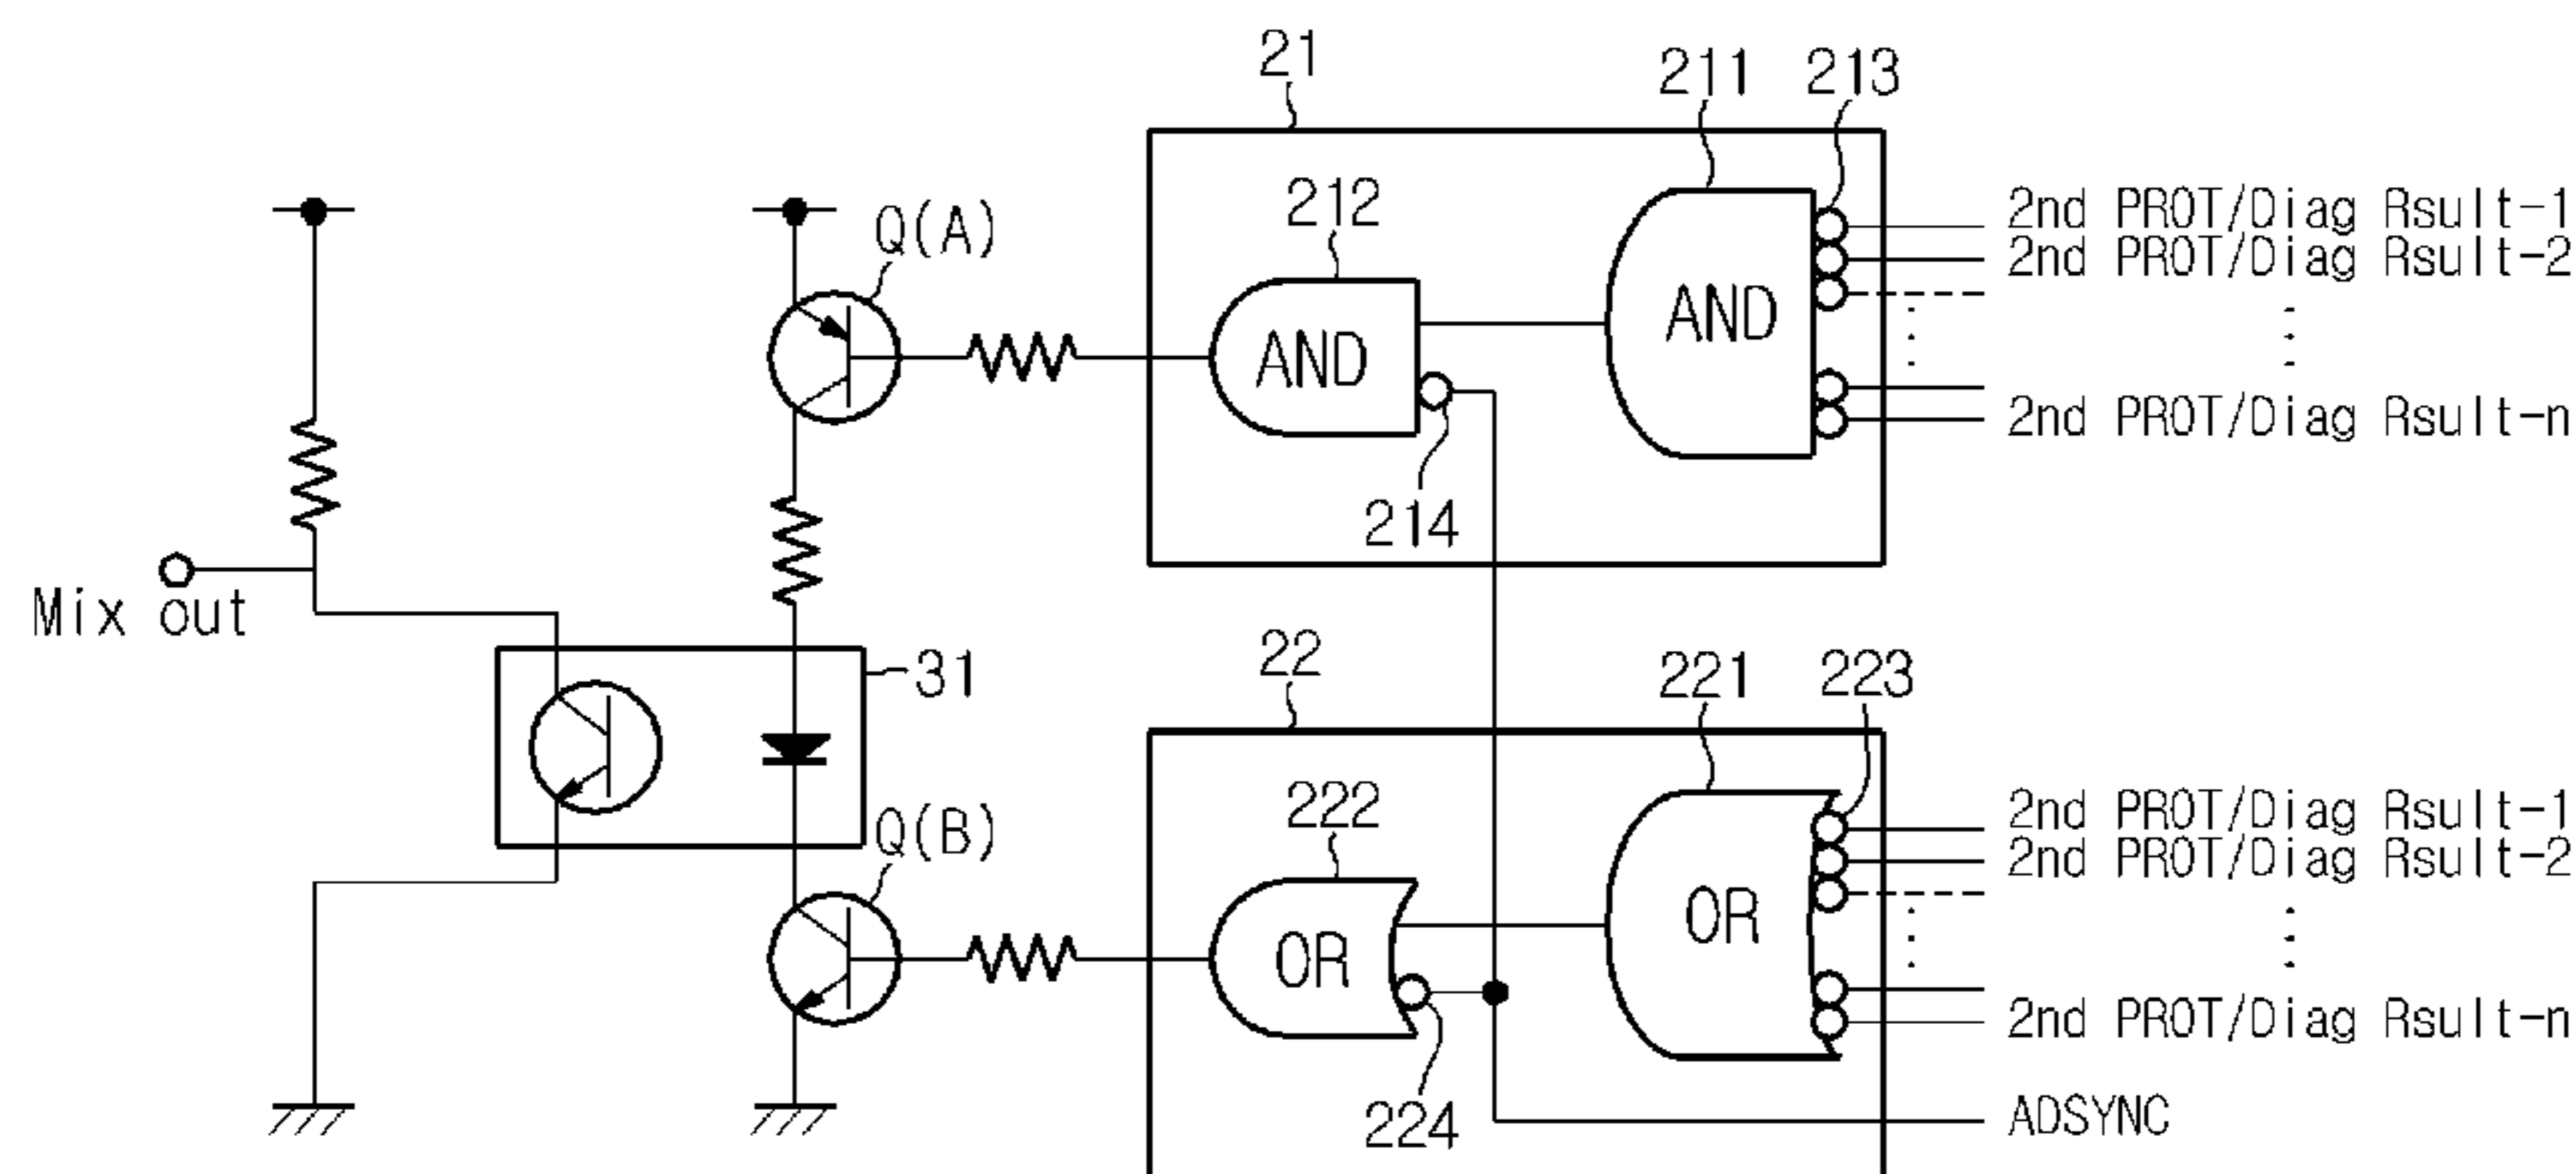 21
211
213
212
Q(A)
2nd PROT/Diag Rsult-1
2nd PROT/Diag Rsult-2
AND
AND
2nd PROT/Diag Rsult-n
214
Mix out
31
22
221
223
222
Q(B)
2nd PROT/Diag Rsult-1
2nd PROT/Diag Rsult-2
OR
OR
2nd PROT/Diag Rsult-n
224
ADSYNC